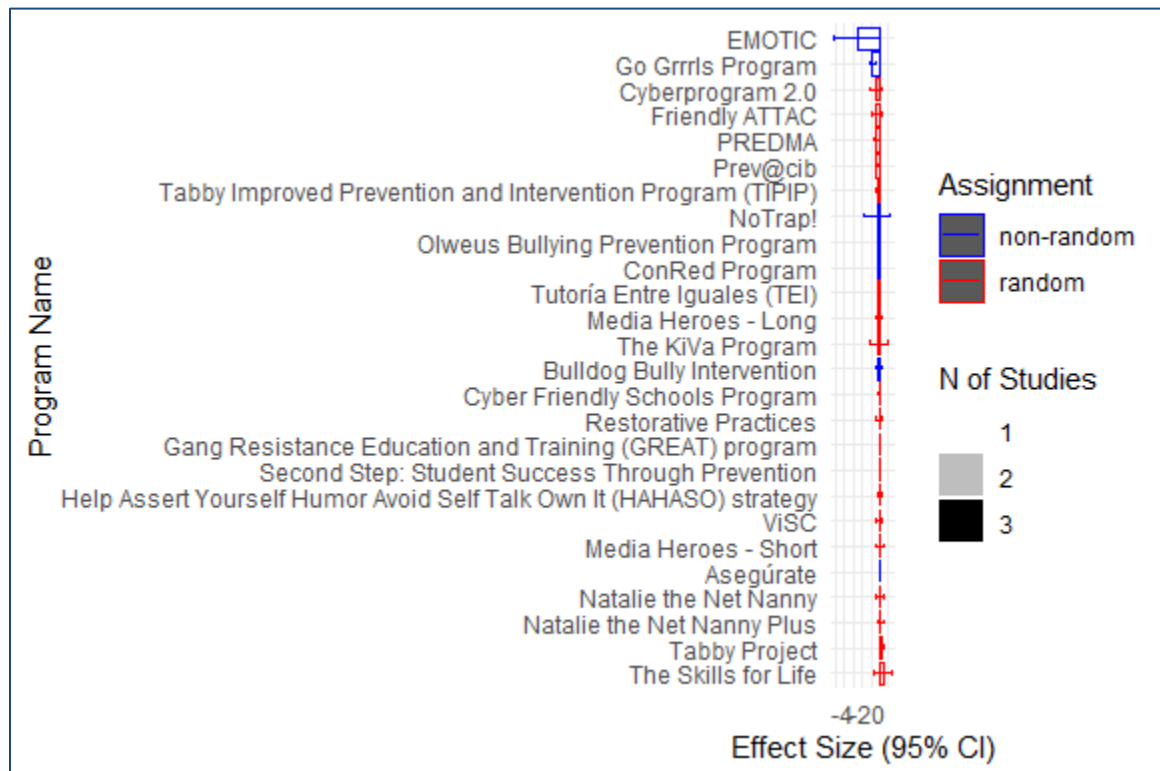 EMOTIC
Go Grrrls Program
Cyberprogram 2.0
Friendly ATTAC
PREDMA
Prev@cib
Tabby Improved Prevention and Intervention Program (TIPIP)
NoTrap!
Olweus Bullying Prevention Program
ConRed Program
Tutoría Entre Iguales (TEI)
Media Heroes - Long
The KiVa Program
Bulldog Bully Intervention
Cyber Friendly Schools Program
Restorative Practices
Gang Resistance Education and Training (GREAT) program
Second Step: Student Success Through Prevention
Help Assert Yourself Humor Avoid Self Talk Own It (HAHASO) strategy
ViSC
Media Heroes - Short
Asegúrate
Natalie the Net Nanny
Natalie the Net Nanny Plus
Tabby Project
The Skills for Life
Program Name
-4-20
Effect Size (95% CI)
Assignment
non-random
random
N of Studies
1
2
3